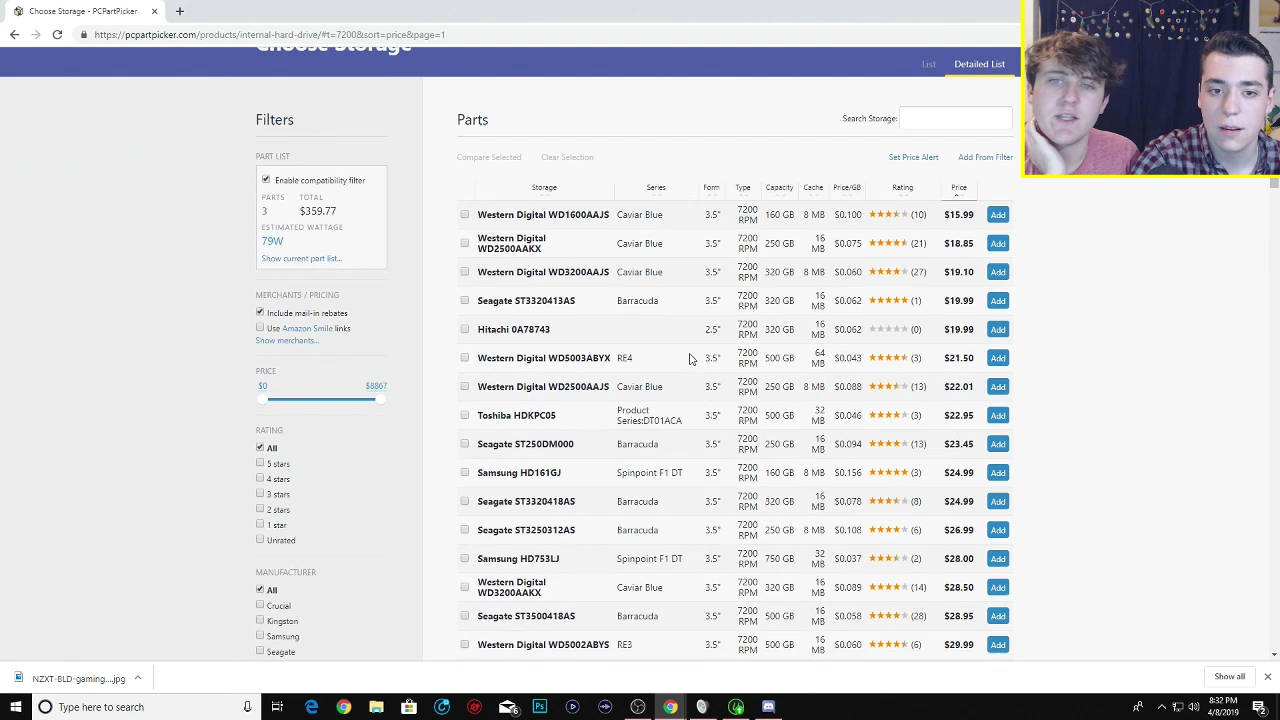 Choose Storage - PCPartPicker
https://pcpartpicker.com/products/internal-hard-drive/#t=7200&sort=price&page=1
Choose Storage
List Detailed List
Filters
PART LIST
Enable compatibility filter
PARTS TOTAL
3 $359.77
ESTIMATED WATTAGE
79W
Show current part list...
MERCHANTS / PRICING
Include mail-in rebates
Use Amazon Smile links
Show merchants...
PRICE
$0 $8867
RATING
All
5 stars
4 stars
3 stars
2 stars
1 star
Unrated
MANUFACTURER
All
Crucial
Kingston
Samsung
Seagate
Parts
Search Storage:
Compare Selected Clear Selection Set Price Alert Add From Filter
Storage Series Form Type Capacity Cache Price/GB Rating Price
Western Digital WD1600AAJS Caviar Blue 3.5" 7200 RPM 160 GB 8 MB $0.100 (10) $15.99 Add
Western Digital WD2500AAKX Caviar Blue 3.5" 7200 RPM 250 GB 16 MB $0.075 (21) $18.85 Add
Western Digital WD3200AAJS Caviar Blue 3.5" 7200 RPM 320 GB 8 MB $0.060 (27) $19.10 Add
Seagate ST3320413AS Barracuda 3.5" 7200 RPM 320 GB 16 MB $0.062 (1) $19.99 Add
Hitachi 0A78743 2.5" 7200 RPM 320 GB 16 MB $0.062 (0) $19.99 Add
Western Digital WD5003ABYX RE4 3.5" 7200 RPM 500 GB 64 MB $0.043 (3) $21.50 Add
Western Digital WD2500AAJS Caviar Blue 3.5" 7200 RPM 250 GB 8 MB $0.088 (13) $22.01 Add
Toshiba HDKPC05 Product Series:DT01ACA 3.5" 7200 RPM 500 GB 32 MB $0.046 (3) $22.95 Add
Seagate ST250DM000 Barracuda 3.5" 7200 RPM 250 GB 16 MB $0.094 (13) $23.45 Add
Samsung HD161GJ Spinpoint F1 DT 3.5" 7200 RPM 160 GB 8 MB $0.156 (3) $24.99 Add
Seagate ST3320418AS Barracuda 3.5" 7200 RPM 320 GB 16 MB $0.078 (8) $24.99 Add
Seagate ST3250312AS Barracuda 3.5" 7200 RPM 250 GB 8 MB $0.108 (6) $26.99 Add
Samsung HD753LJ Spinpoint F1 DT 3.5" 7200 RPM 750 GB 32 MB $0.037 (2) $28.00 Add
Western Digital WD3200AAKX Caviar Blue 3.5" 7200 RPM 320 GB 16 MB $0.089 (14) $28.50 Add
Seagate ST3500418AS Barracuda 3.5" 7200 RPM 500 GB 16 MB $0.058 (28) $28.95 Add
Western Digital WD5002ABYS RE3 3.5" 7200 RPM 500 GB 16 MB $0.060 (6) $29.99 Add
NZXT-BLD-gaming....jpg
Show all
Type here to search
Ps
8:32 PM
4/8/2019